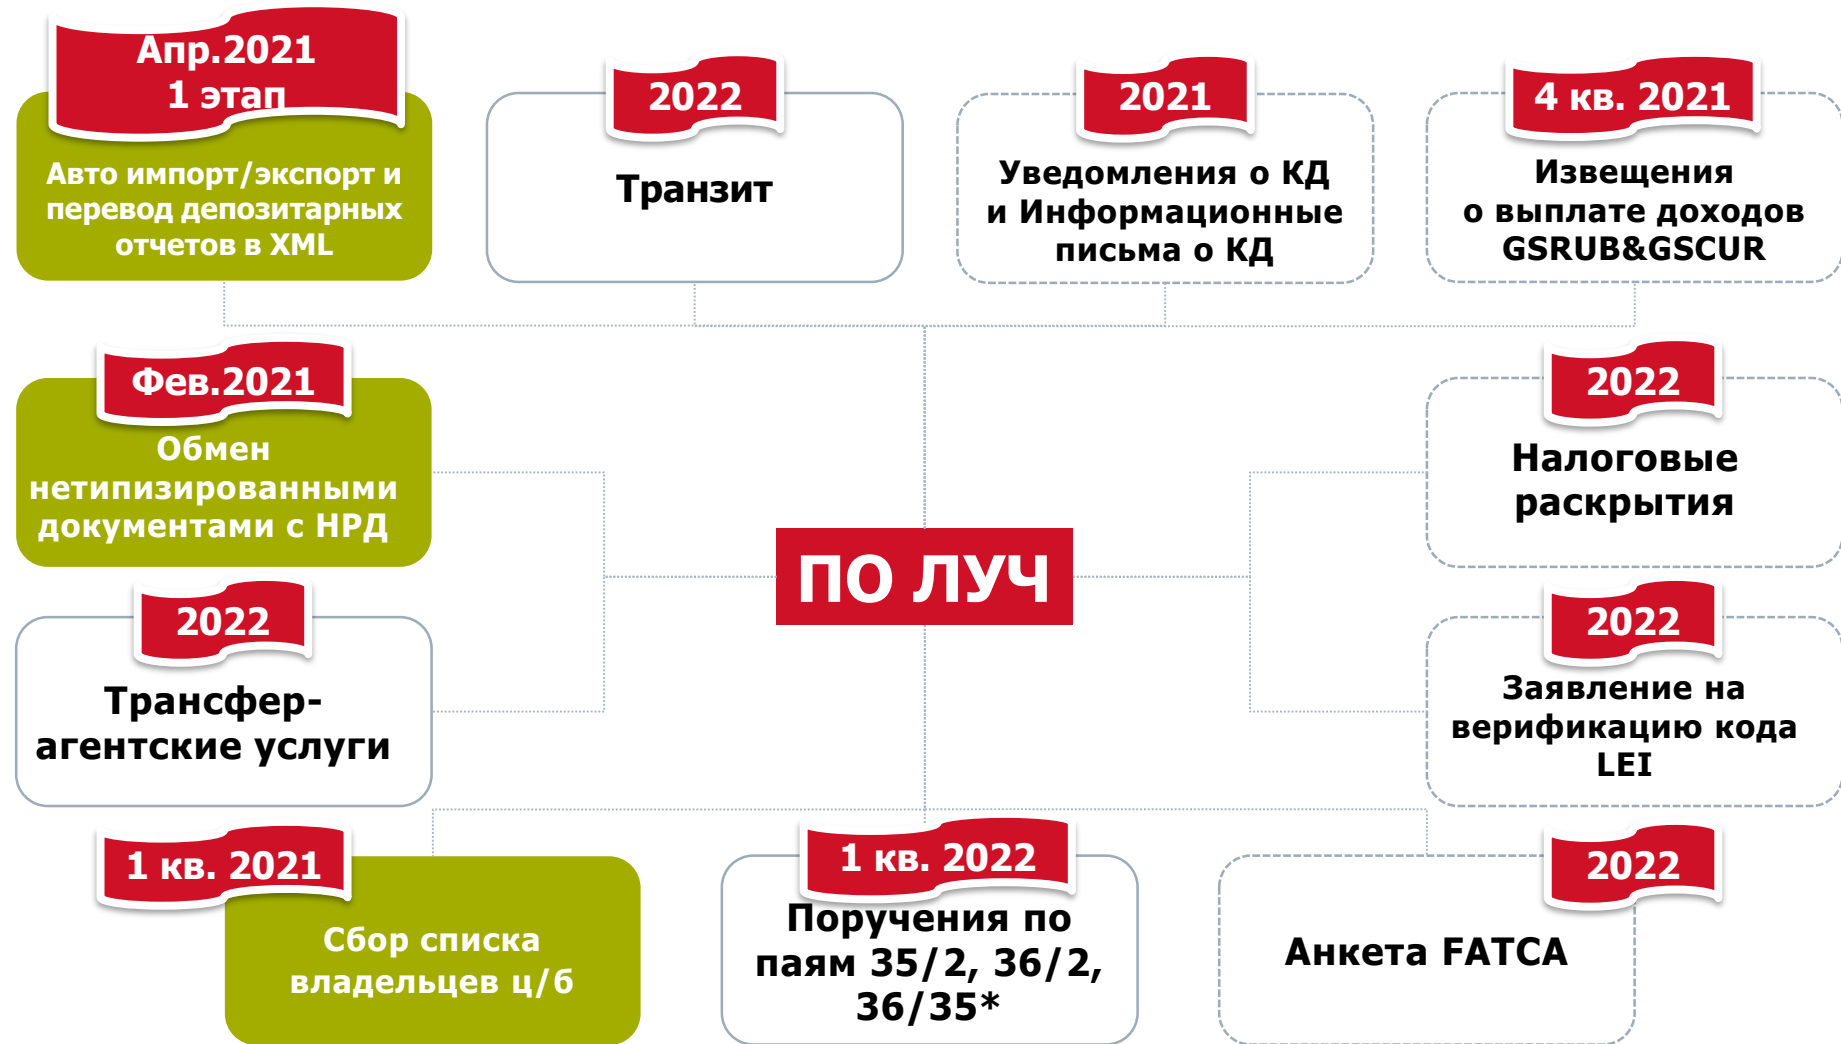 Апр.2021
1 этап
Авто импорт/экспорт и
перевод депозитарных
отчетов в XML
2022
Транзит
2021
Уведомления о КД
и Информационные
письма о КД
4 кв. 2021
Извещения
о выплате доходов
GSRUB&GSCUR
Фев.2021
Обмен
нетипизированными
документами с НРД
2022
Налоговые
раскрытия
ПО ЛУЧ
2022
Трансфер-
агентские услуги
2022
Заявление на
верификацию кода
LEI
1 кв. 2021
Сбор списка
владельцев ц/б
1 кв. 2022
Поручения по
паям 35/2, 36/2,
36/35*
2022
Анкета FATCA